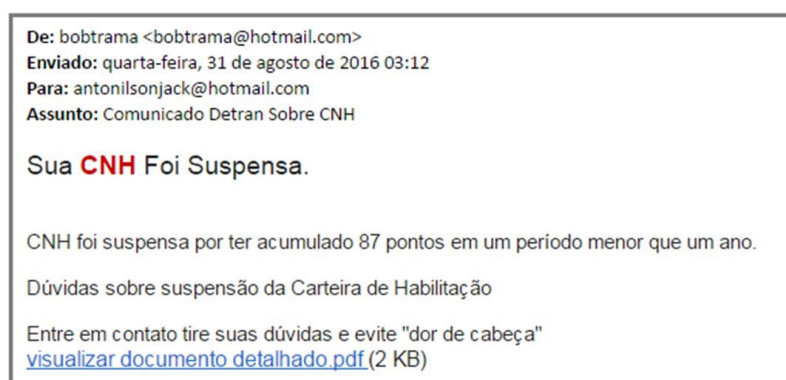 De: bobtrama <bobtrama@hotmail.com>
Enviado: quarta-feira, 31 de agosto de 2016 03:12
Para: antonilsonjack@hotmail.com
Assunto: Comunicado Detran Sobre CNH
Sua CNH Foi Suspensa.
CNH foi suspensa por ter acumulado 87 pontos em um período menor que um ano.
Dúvidas sobre suspensão da Carteira de Habilitação
Entre em contato tire suas dúvidas e evite "dor de cabeça"
visualizar documento detalhado.pdf (2 KB)